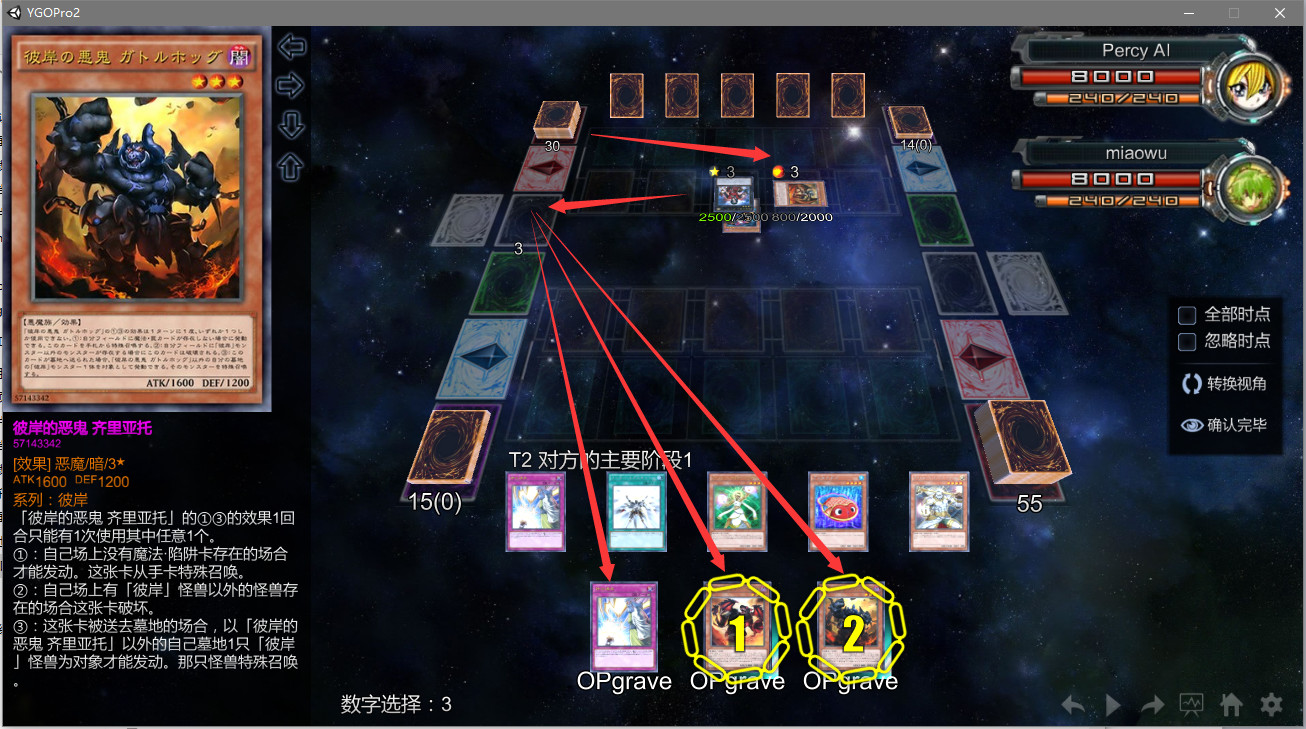 YGOPro2
彼岸の悪鬼 ガトルホッグ
闇
【悪魔族/効果】
ATK/1600 DEF/1200
57143342
彼岸的恶鬼 齐里亚托
57143342
[效果] 恶魔/暗/3★
ATK1600 DEF1200
系列：彼岸
「彼岸的恶鬼 齐里亚托」的①③的效果1回
合只能有1次使用其中任意1个。
①：自己场上没有魔法·陷阱卡存在的场合
才能发动。这张卡从手卡特殊召唤。
②：自己场上有「彼岸」怪兽以外的怪兽存
在的场合这张卡破坏。
③：这张卡被送去墓地的场合，以「彼岸的
恶鬼 齐里亚托」以外的自己墓地1只「彼岸
」怪兽为对象才能发动。那只怪兽特殊召唤
。
30
14(0)
3
3
2500/2500
800/2000
3
T2 对方的主要阶段1
15(0)
55
1
2
OPgrave
OPgrave
OPgrave
数字选择：3
Percy AI
8000
240/240
miaowu
8000
240/240
全部时点
忽略时点
转换视角
确认完毕